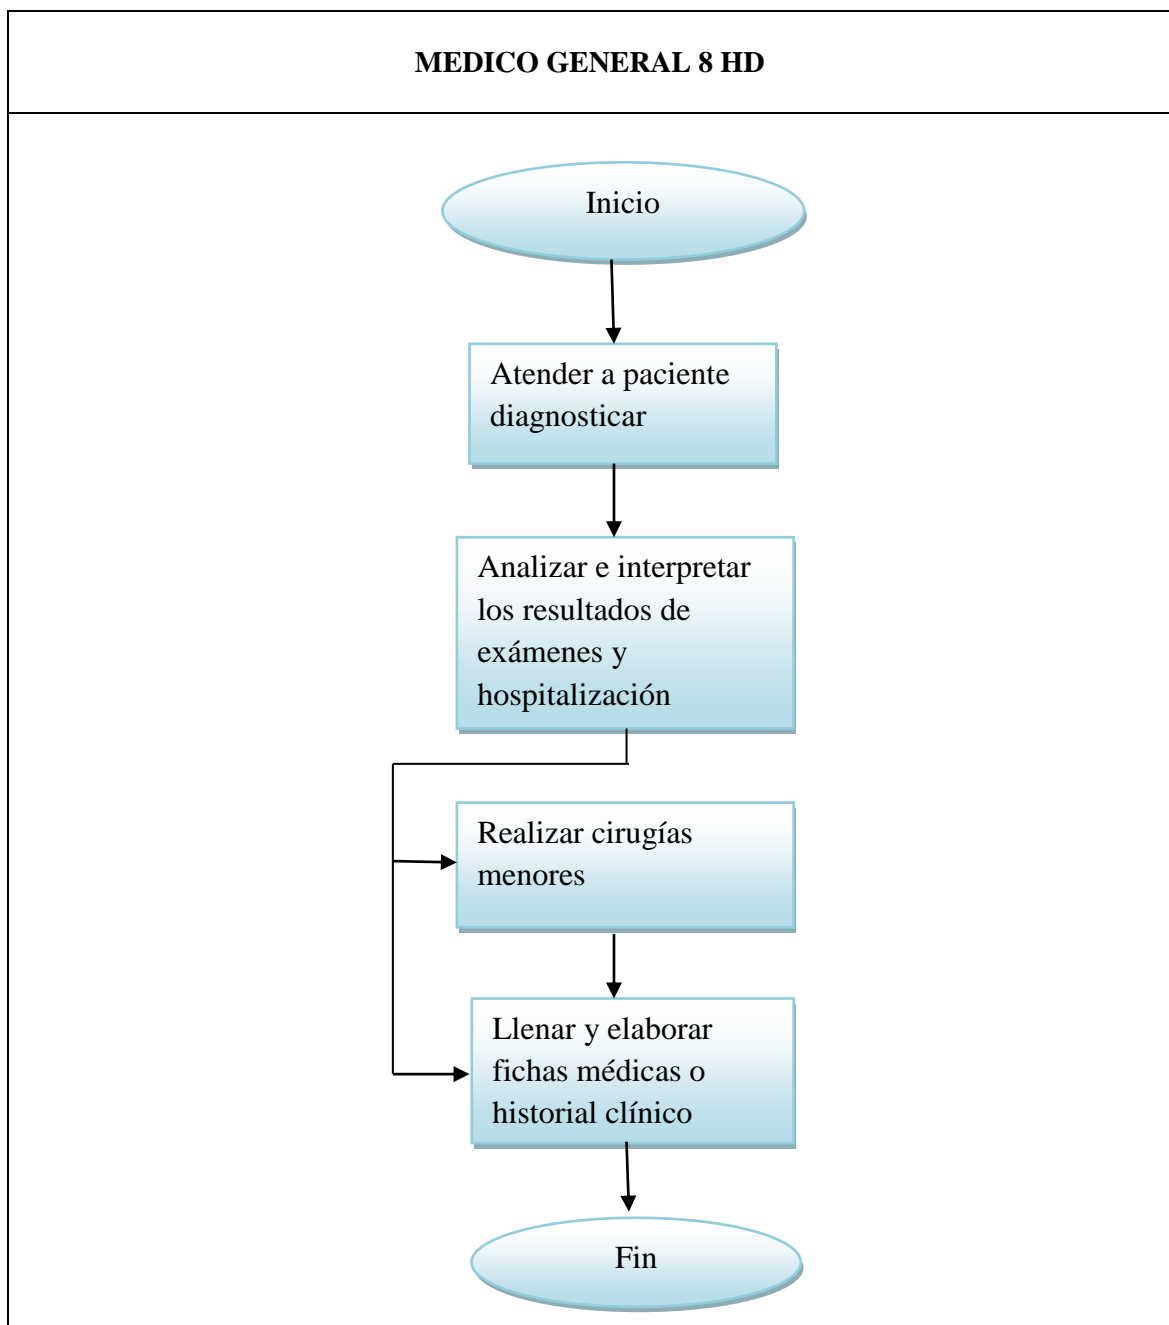 MEDICO GENERAL 8 HD
Inicio
Atender a paciente
diagnosticar
Analizar e interpretar
los resultados de
exámenes y
hospitalización
Realizar cirugías
menores
Llenar y elaborar
fichas médicas o
historial clínico
Fin